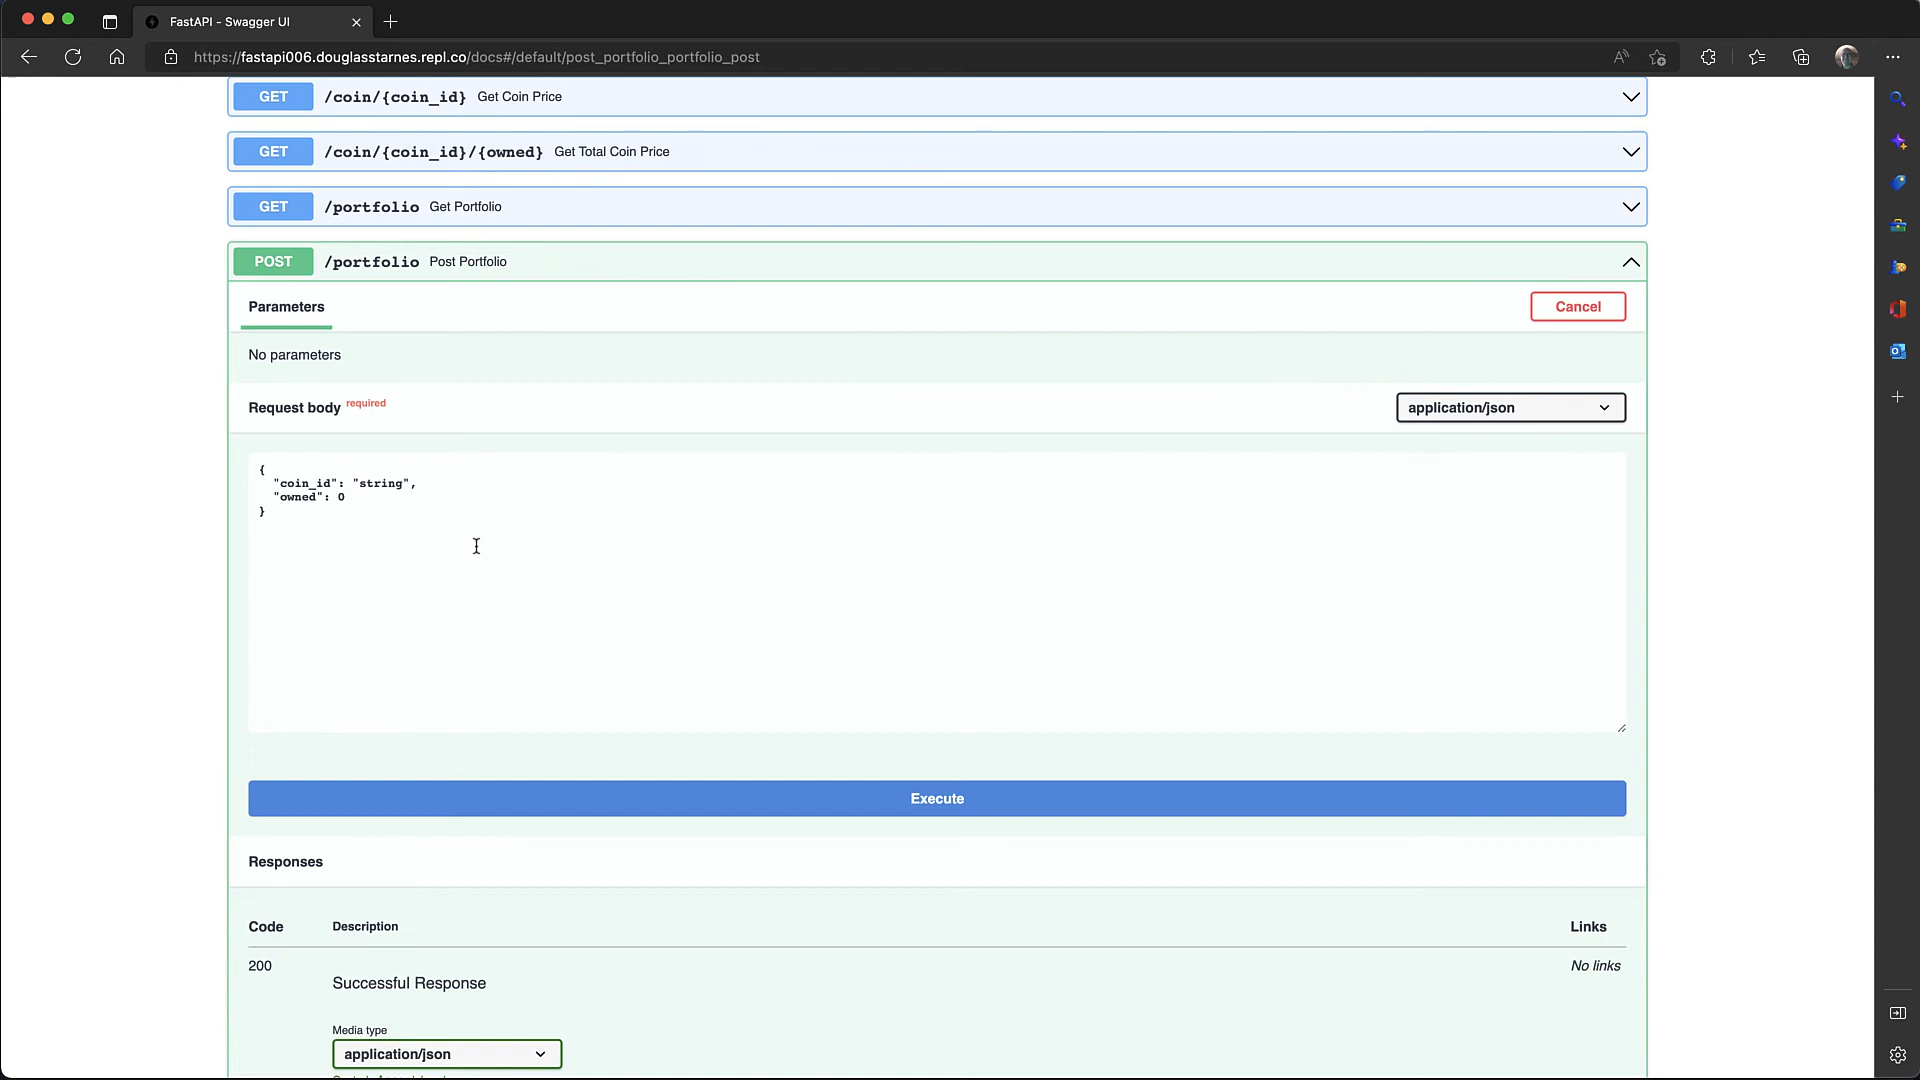 FastAPI - Swagger UI
https://fastapi006.douglasstarnes.repl.co/docs#/default/post_portfolio_portfolio_post
GET /coin/{coin_id} Get Coin Price
GET /coin/{coin_id}/{owned} Get Total Coin Price
GET /portfolio Get Portfolio
POST /portfolio Post Portfolio
Parameters
Cancel
No parameters
Request body required
application/json
{
"coin_id": "string",
"owned": 0
}
Execute
Responses
Code Description Links
200 No links
Successful Response
Media type
application/json